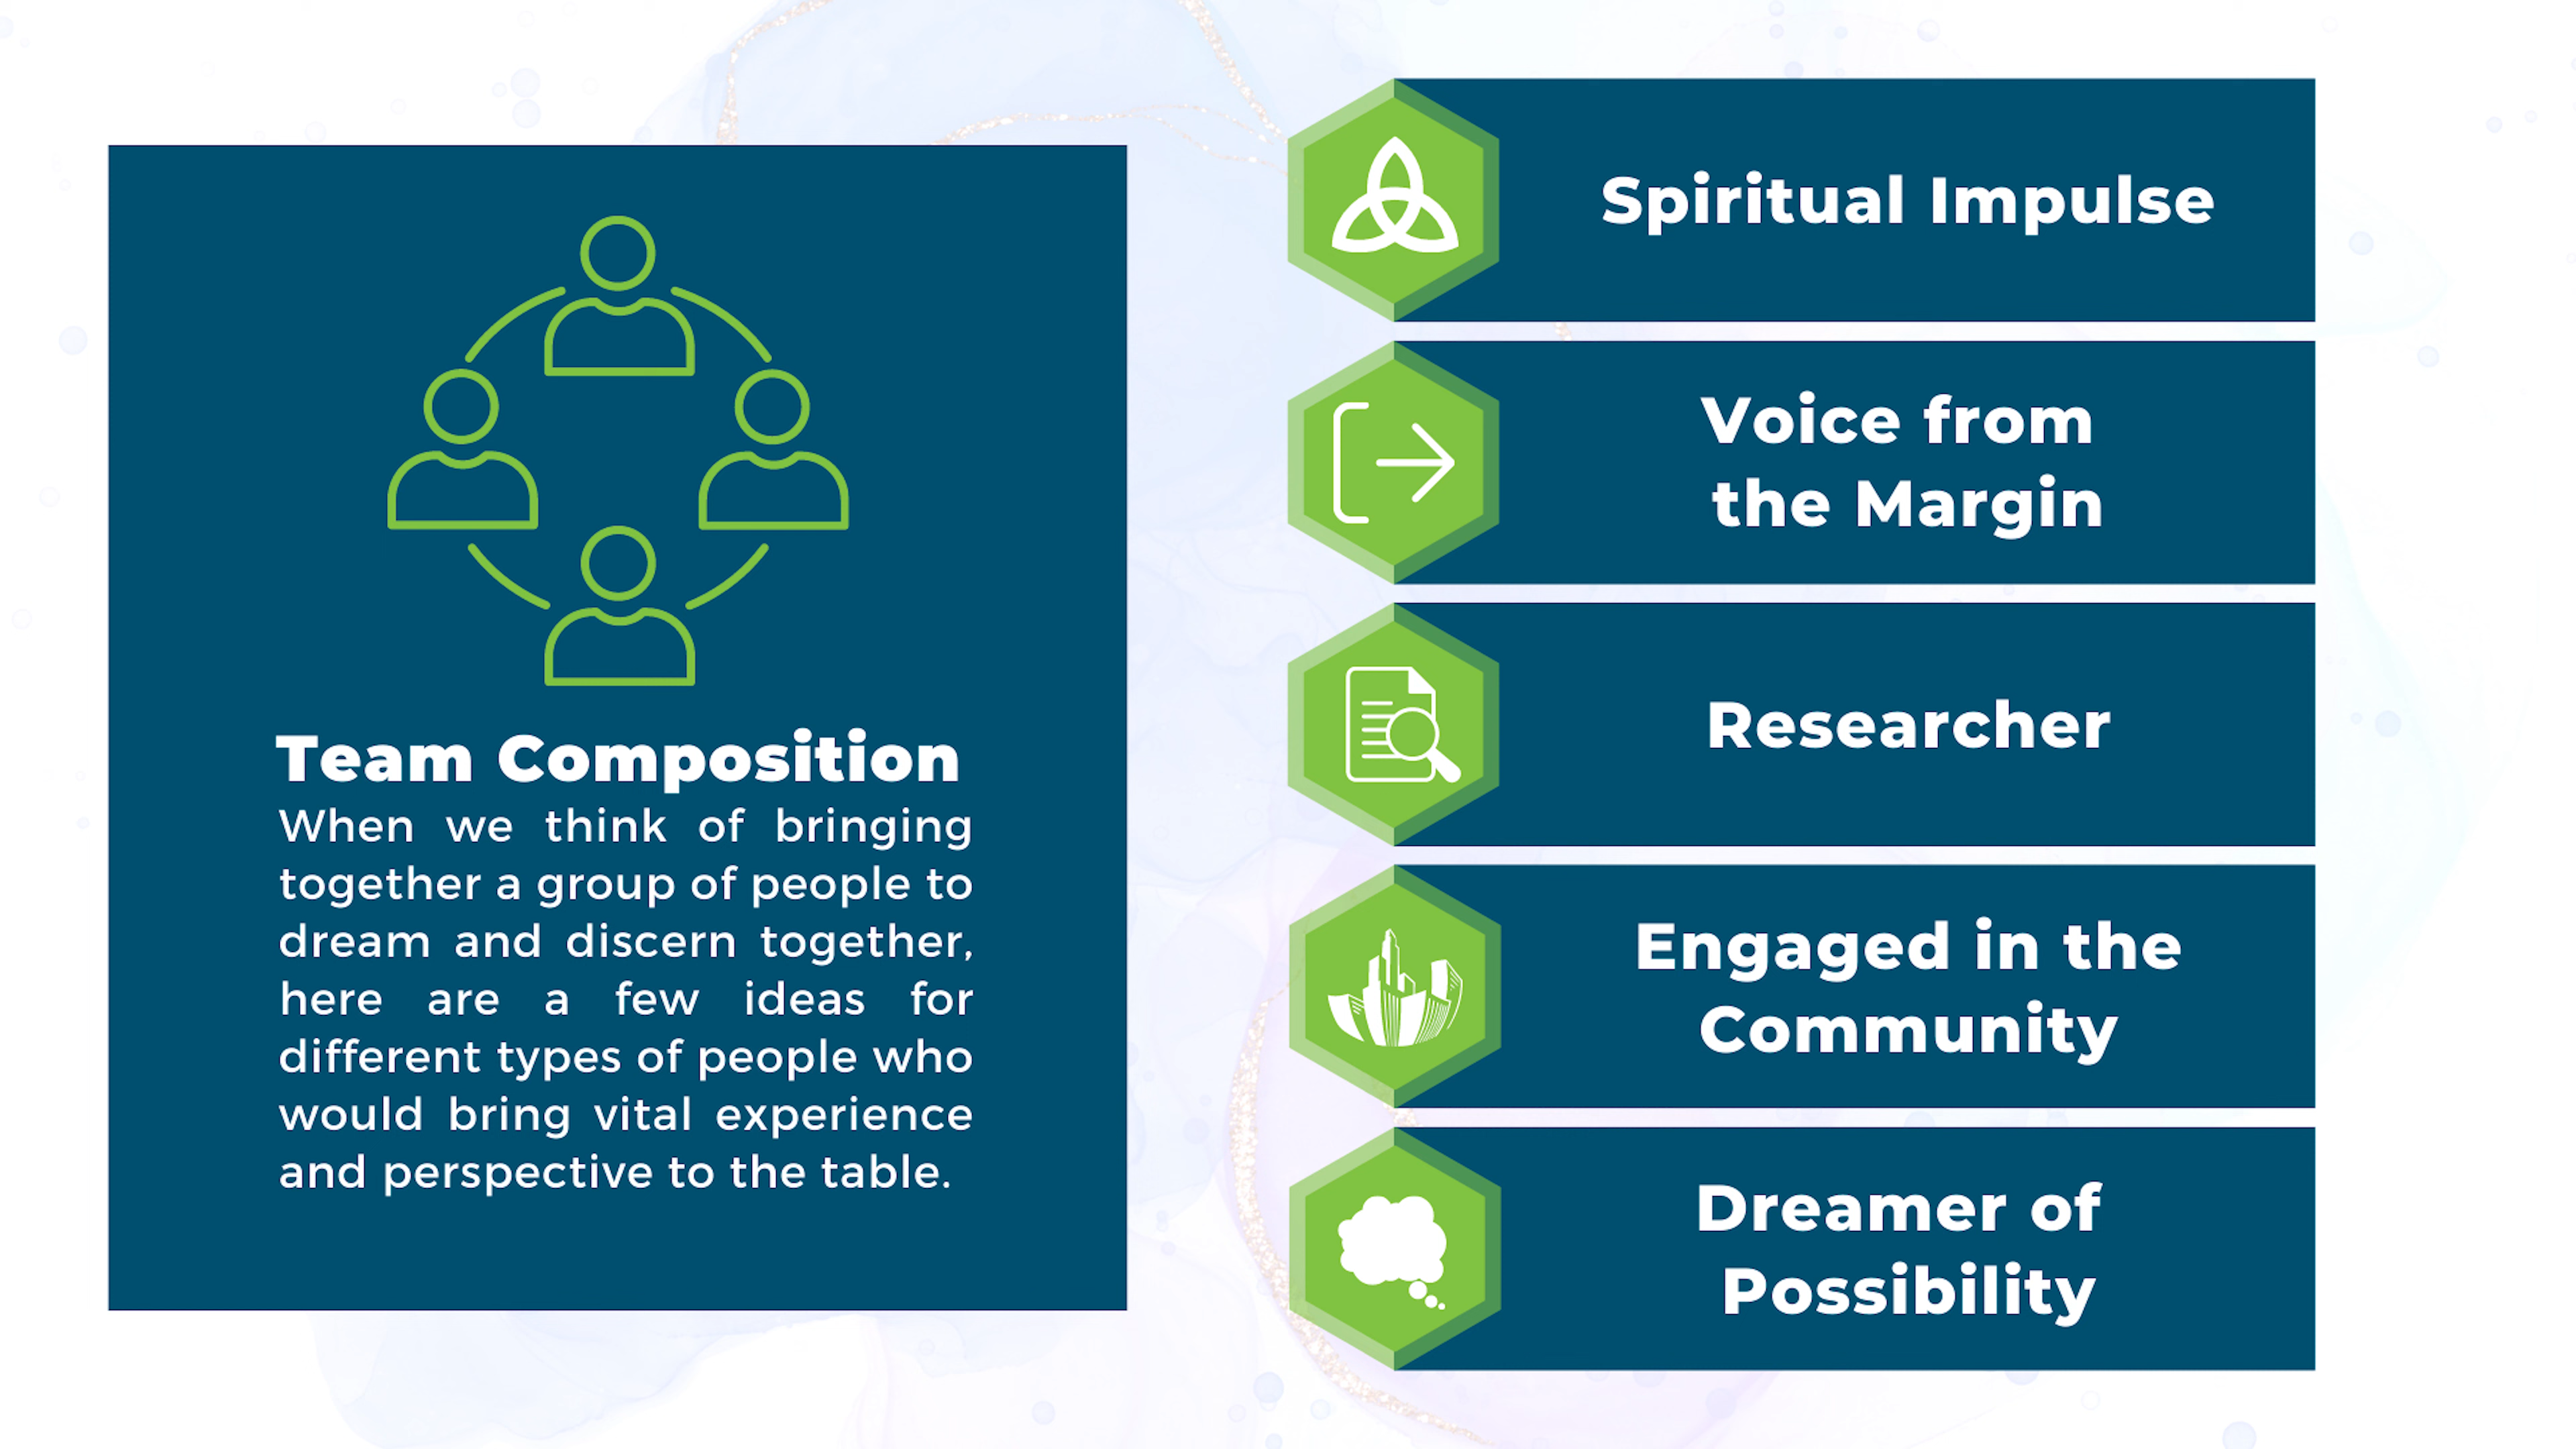 Team Composition
When we think of bringing
together a group of people to
dream and discern together,
here are a few ideas for
different types of people who
would bring vital experience
and perspective to the table.
Spiritual Impulse
Voice from
the Margin
Researcher
Engaged in the
Community
Dreamer of
Possibility